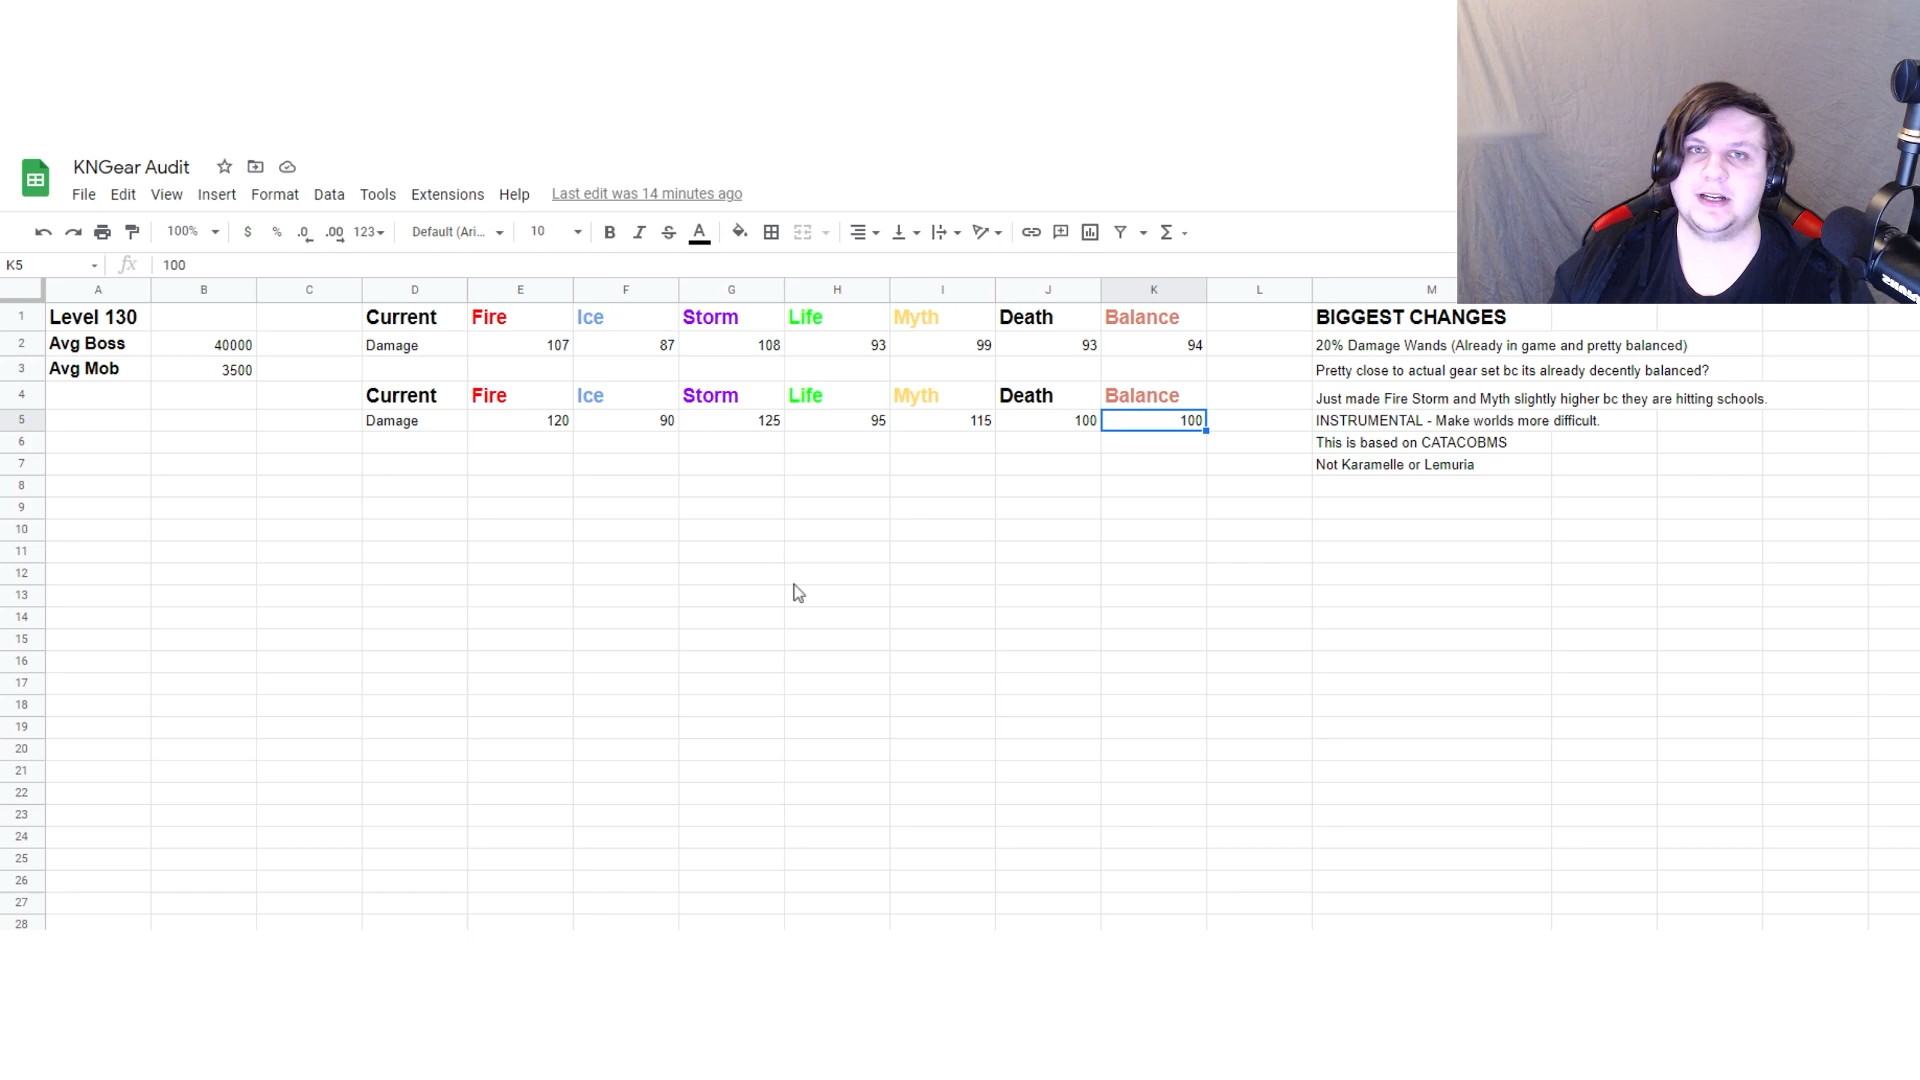 KNGear Audit
File Edit View Insert Format Data Tools Extensions Help Last edit was 14 minutes ago
100% $ % .0 .00 123 Default (Ari... 10 B I S A
K5 fx 100
A B C D E F G H I J K L M
1 Level 130 Current Fire Ice Storm Life Myth Death Balance BIGGEST CHANGES
2 Avg Boss 40000 Damage 107 87 108 93 99 93 94 20% Damage Wands (Already in game and pretty balanced)
3 Avg Mob 3500 Pretty close to actual gear set bc its already decently balanced?
4 Current Fire Ice Storm Life Myth Death Balance Just made Fire Storm and Myth slightly higher bc they are hitting schools.
5 Damage 120 90 125 95 115 100 100 INSTRUMENTAL - Make worlds more difficult.
6 This is based on CATACOBMS
7 Not Karamelle or Lemuria
8
9
10
11
12
13
14
15
16
17
18
19
20
21
22
23
24
25
26
27
28